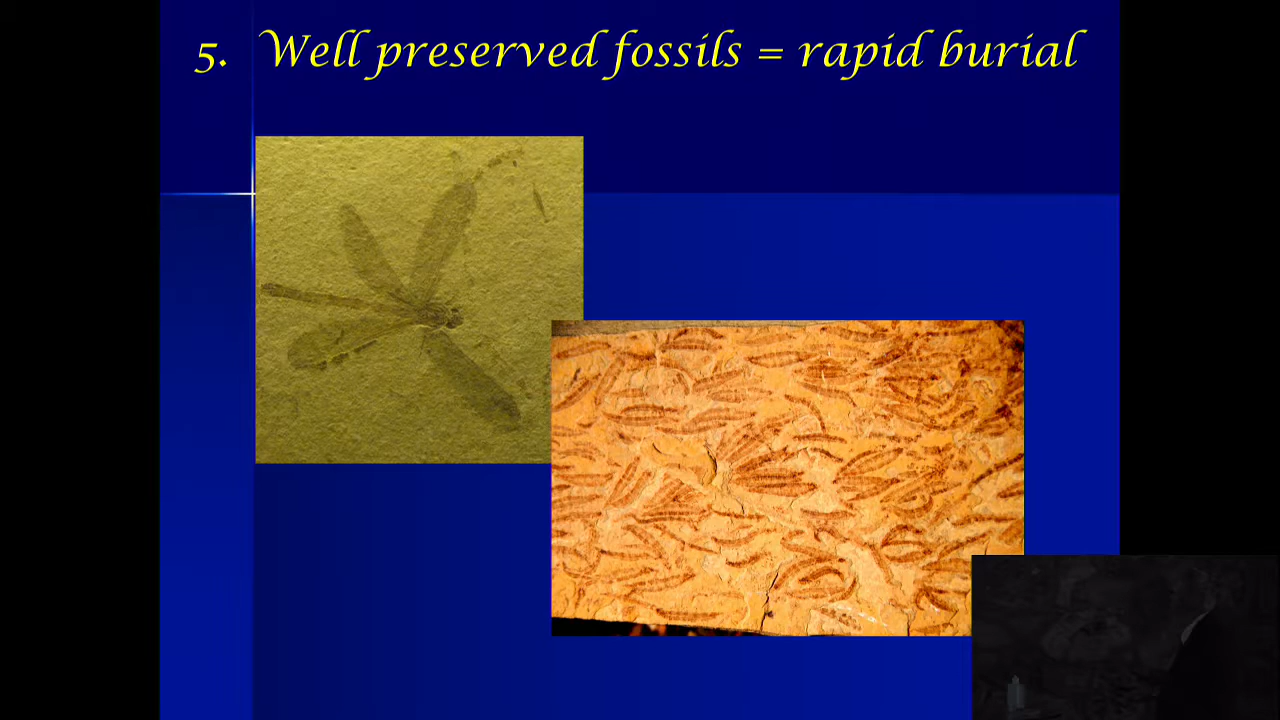 5. Well preserved fossils = rapid burial